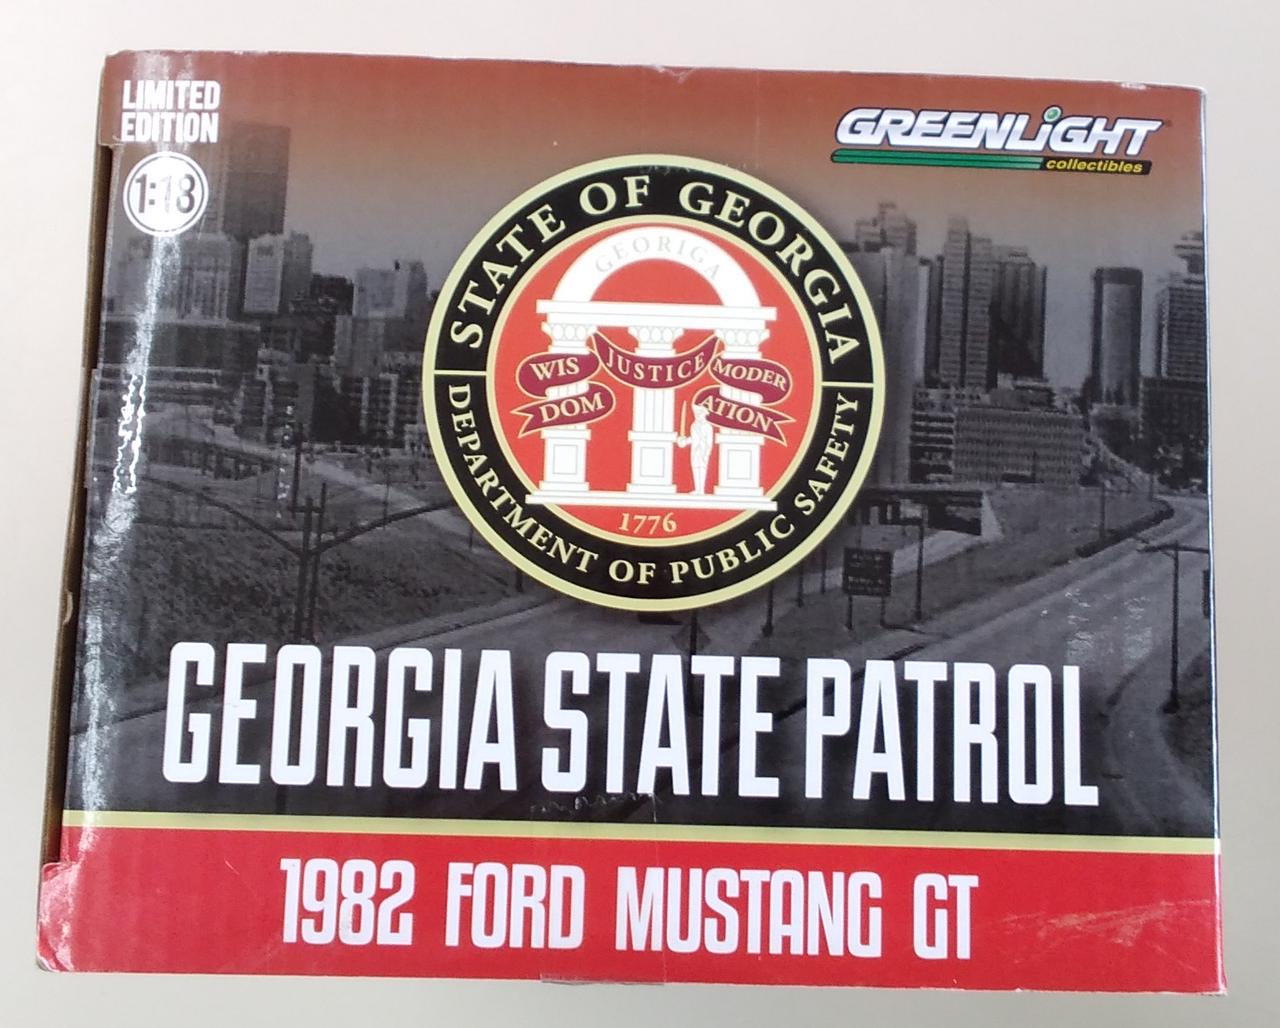 LIMITED
EDITION
1:18
GREENLiGHT
collectibles
STATE OF GEORGIA
GEORIGA
WIS
DOM
JUSTICE
MODER
ATION
1776
DEPARTMENT OF PUBLIC SAFETY
GEORGIA STATE PATROL
1982 FORD MUSTANG GT